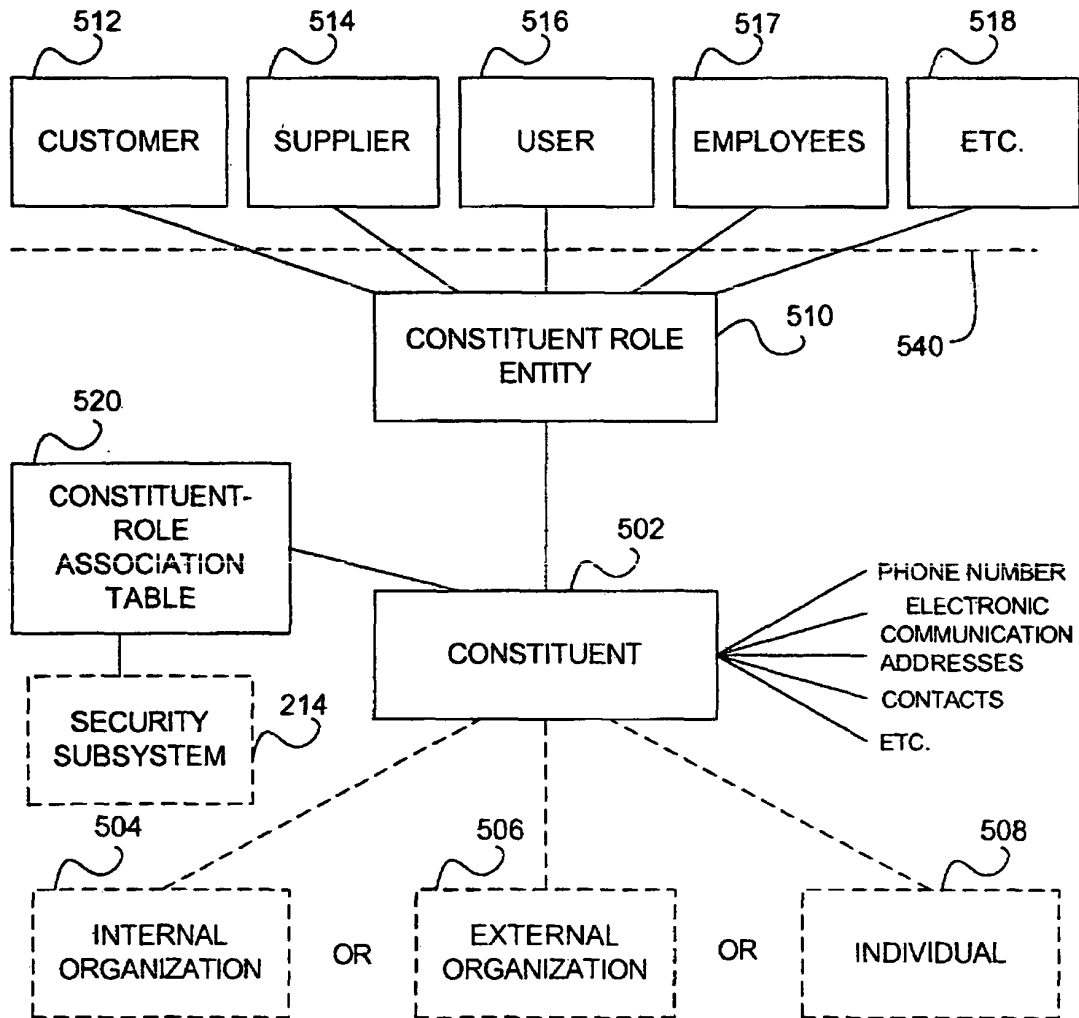 512
514
516
517
518
CUSTOMER
SUPPLIER
USER
EMPLOYEES
ETC.
540
CONSTITUENT ROLE
ENTITY
510
520
CONSTITUENT-
ROLE
ASSOCIATION
TABLE
502
CONSTITUENT
PHONE NUMBER
ELECTRONIC
COMMUNICATION
ADDRESSES
CONTACTS
ETC.
SECURITY
SUBSYSTEM
214
504
506
508
INTERNAL
ORGANIZATION
OR
EXTERNAL
ORGANIZATION
OR
INDIVIDUAL